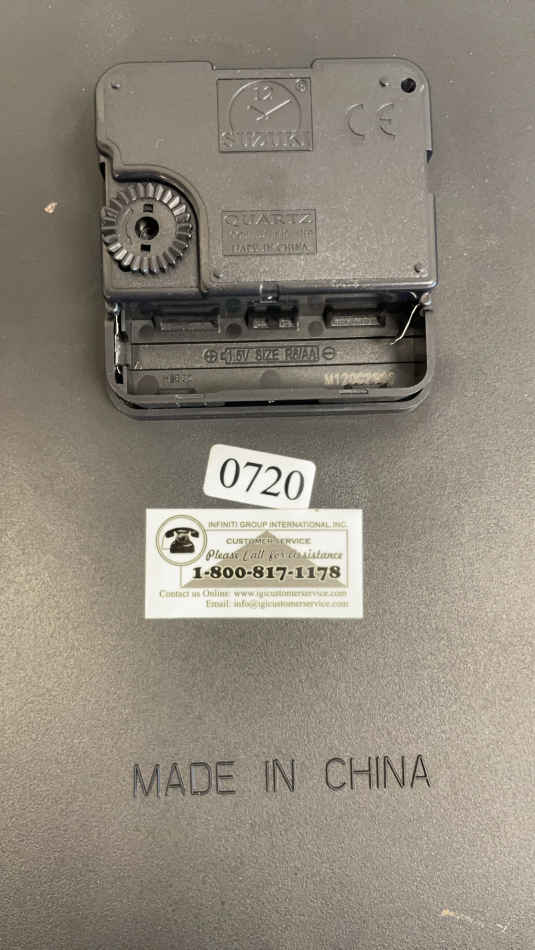 12
®
SUZUKI
CE
QUARTZ
MADE IN CHINA
⊕ 1.5V SIZE R6/AA ⊖
0720
INFINITI GROUP INTERNATIONAL, INC.
CUSTOMER SERVICE
Please Call for assistance
1-800-817-1178
Contact us Online: www.igicustomerservice.com
Email: info@igicustomerservice.com
MADE IN CHINA